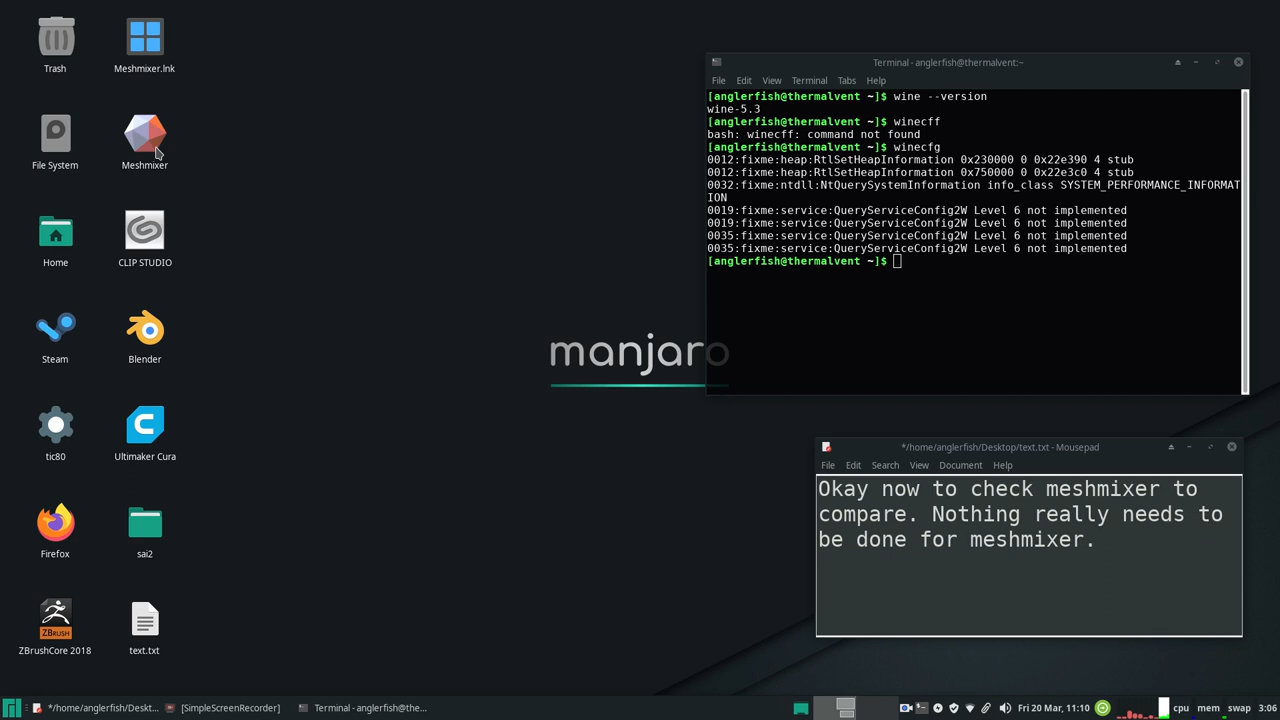 Trash
Meshmixer.lnk
File System
Meshmixer
Home
CLIP STUDIO
Steam
Blender
tic80
Ultimaker Cura
Firefox
sai2
ZBRUSH
ZBrushCore 2018
text.txt
manjaro
Terminal - anglerfish@thermalvent:~
File Edit View Terminal Tabs Help
[anglerfish@thermalvent ~]$ wine --version
wine-5.3
[anglerfish@thermalvent ~]$ winecff
bash: winecff: command not found
[anglerfish@thermalvent ~]$ winecfg
0012:fixme:heap:RtlSetHeapInformation 0x230000 0 0x22e390 4 stub
0012:fixme:heap:RtlSetHeapInformation 0x750000 0 0x22e3c0 4 stub
0032:fixme:ntdll:NtQuerySystemInformation info_class SYSTEM_PERFORMANCE_INFORMAT
ION
0019:fixme:service:QueryServiceConfig2W Level 6 not implemented
0019:fixme:service:QueryServiceConfig2W Level 6 not implemented
0035:fixme:service:QueryServiceConfig2W Level 6 not implemented
0035:fixme:service:QueryServiceConfig2W Level 6 not implemented
[anglerfish@thermalvent ~]$
*/home/anglerfish/Desktop/text.txt - Mousepad
File Edit Search View Document Help
Okay now to check meshmixer to
compare. Nothing really needs to
be done for meshmixer.
*/home/anglerfish/Deskt... [SimpleScreenRecorder] Terminal - anglerfish@the... Fri 20 Mar, 11:10 cpu mem swap 3:06